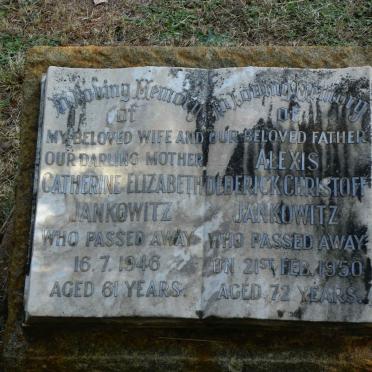 In Loving Memory
of
MY BELOVED WIFE AND
OUR DARLING MOTHER
CATHERINE ELIZABETH
JANKOWITZ
WHO PASSED AWAY
16.7.1946
AGED 61 YEARS.
In Loving Memory
of
OUR BELOVED FATHER
ALEXIS
DEDERICK CHRISTOFF
JANKOWITZ
WHO PASSED AWAY
ON 21ST FEB. 1950
AGED 72 YEARS.